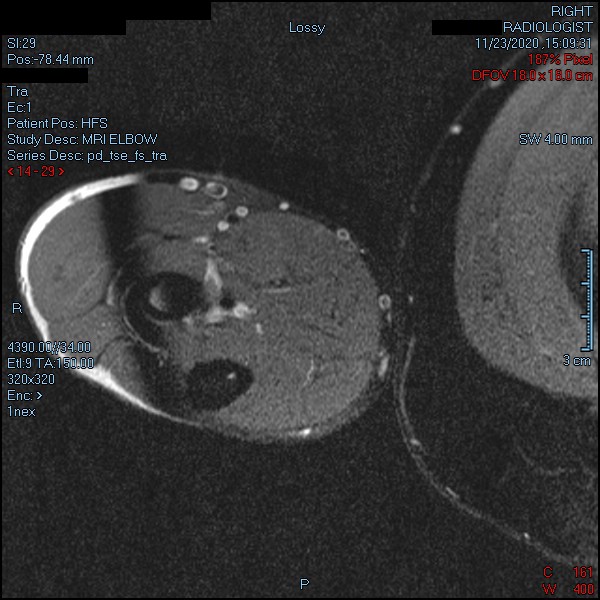 Lossy
RIGHT
RADIOLOGIST
11/23/2020 ,15:09:31
187% Pixel
DFOV 18.0 x 18.0 cm
SI:29
Pos:-78.44 mm
Tra
Ec:1
Patient Pos: HFS
Study Desc: MRI ELBOW
Series Desc: pd_tse_fs_tra
< 14 - 29 >
SW 4.00 mm
R
4390.00//34.00
Etl:9 TA:150.00
320x320
Enc: >
1nex
3 cm
P
C 161
W 400